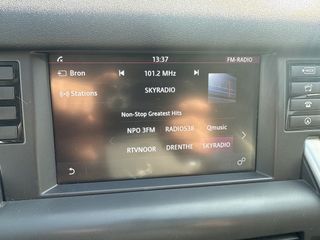 13:37 FM-RADIO
Bron 101.2 MHz
Stations SKYRADIO
Non-Stop Greatest Hits
NPO 3FM RADIO538 Qmusic
RTVNOOR DRENTHE SKYRADIO